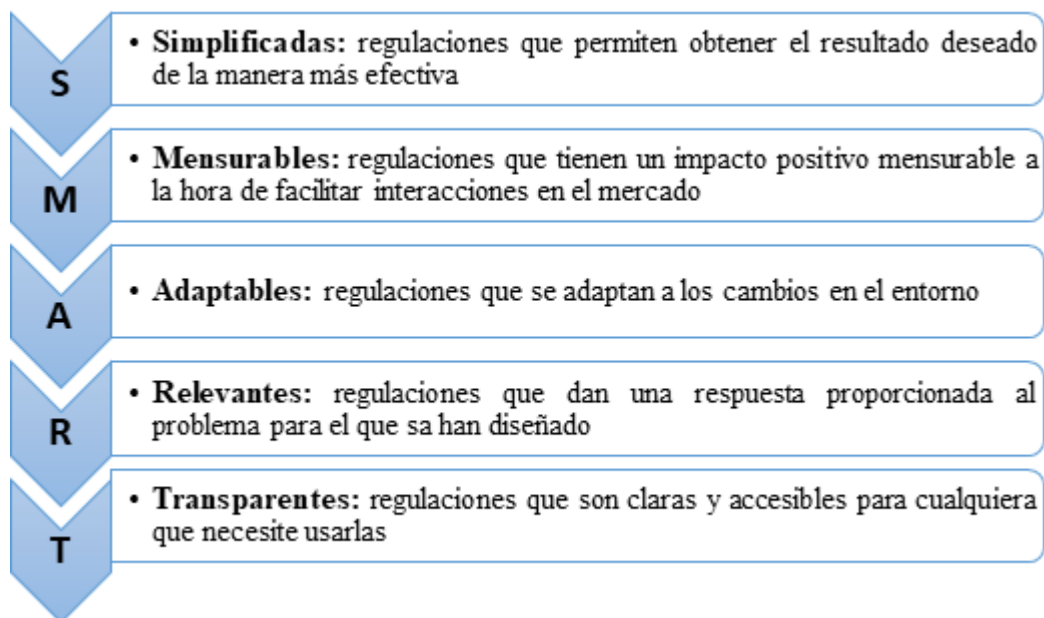 S
• Simplificadas: regulaciones que permiten obtener el resultado deseado
de la manera más efectiva
M
• Mensurables: regulaciones que tienen un impacto positivo mensurable a
la hora de facilitar interacciones en el mercado
A
• Adaptables: regulaciones que se adaptan a los cambios en el entorno
R
• Relevantes: regulaciones que dan una respuesta proporcionada al
problema para el que sa han diseñado
T
• Transparentes: regulaciones que son claras y accesibles para cualquiera
que necesite usarlas